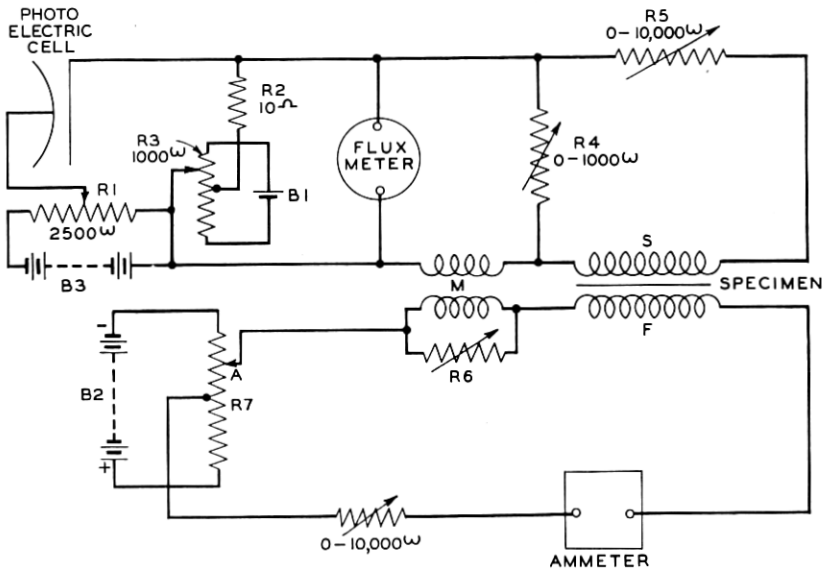 PHOTO
ELECTRIC
CELL
R5
0-10,000ω
R2
10Ω
R3
1000ω
FLUX
METER
R4
0-1000ω
R1
2500ω
B1
B3
S
M
SPECIMEN
F
-
A
R6
B2
R7
+
0-10,000ω
AMMETER